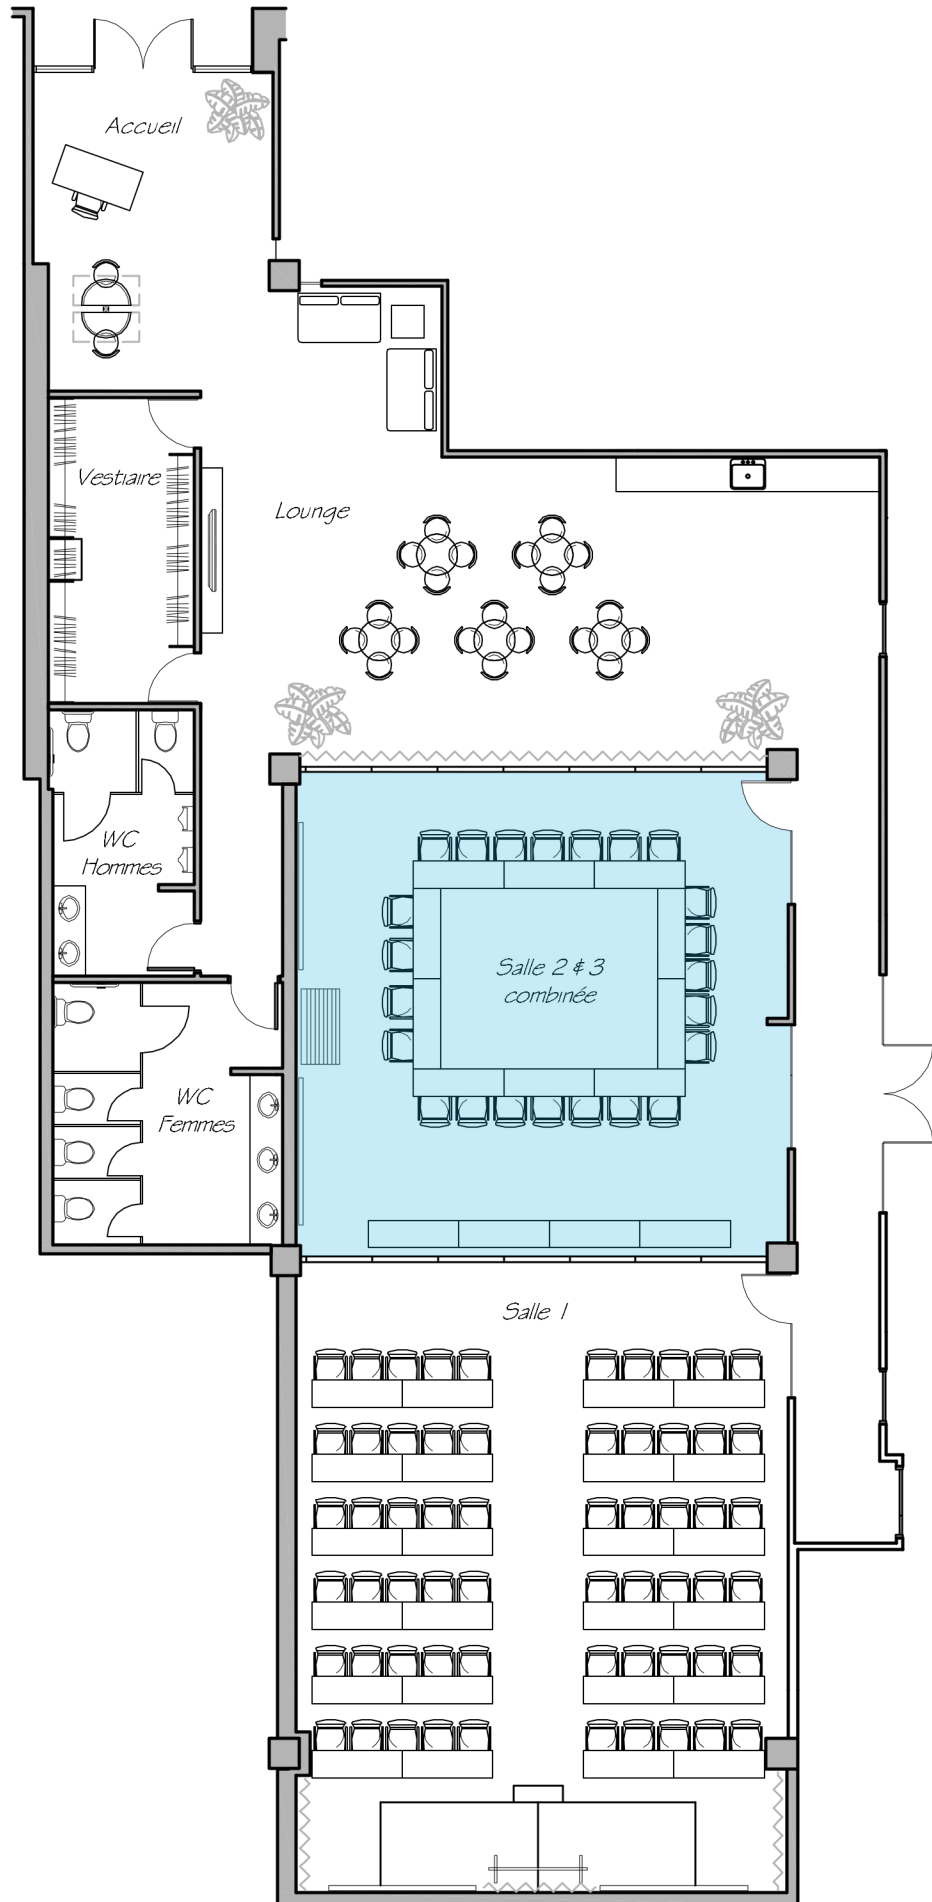 Accueil
Vestiaire
Lounge
WC
Hommes
Salle 2 & 3
combinée
WC
Femmes
Salle 1